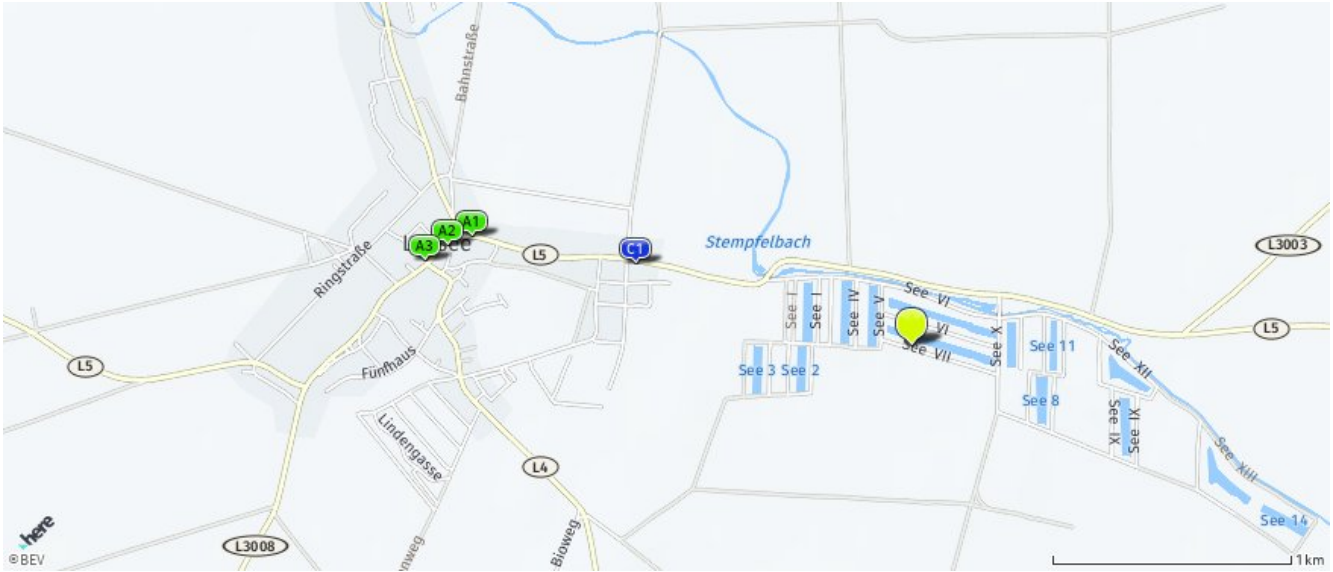 Bahnstraße
A1
A2
A3
Ringstraße
L5
C1
Stempfelbach
L3003
See I
See I
See IV
See V
See VI
VI
See VII
See X
See 11
L5
See XII
L5
Fünfhaus
See 3
See 2
See 8
See IX
See XI
Lindengasse
See XIII
L4
See 14
L3008
Bioweg
here
©BEV
1km